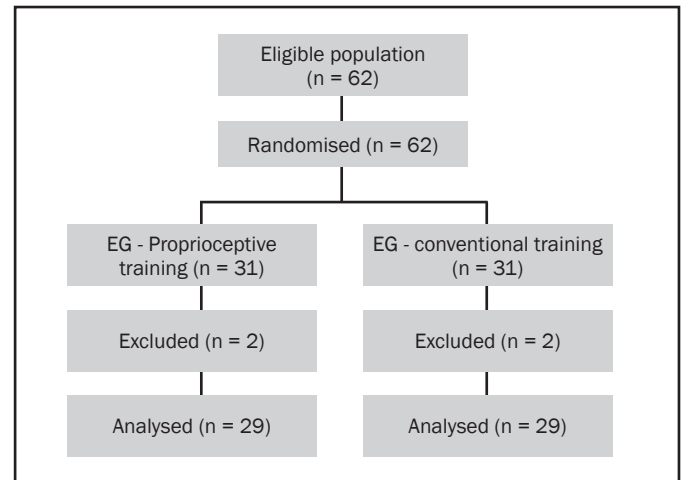 Eligible population
(n = 62)
Randomised (n = 62)
EG - Proprioceptive
training (n = 31)
EG - conventional training
(n = 31)
Excluded (n = 2)
Excluded (n = 2)
Analysed (n = 29)
Analysed (n = 29)